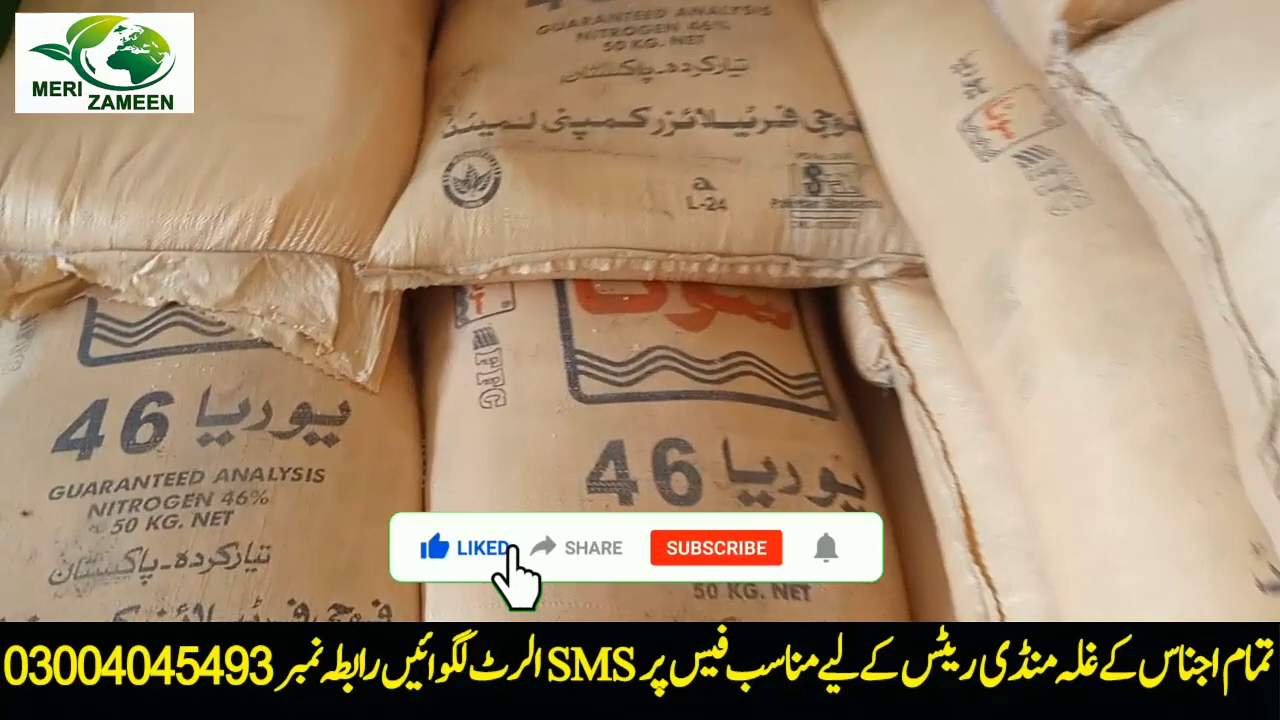 MERI
ZAMEEN
GUARANTEED ANALYSIS
NITROGEN 46%
50 KG. NET
تیارکردہ۔پاکستان
فوجی فرٹیلائزر کمپنی لمیٹڈ
L-24
سونا
FFC
FFC
سونا
یوریا 46
GUARANTEED ANALYSIS
NITROGEN 46%
50 KG. NET
تیارکردہ۔پاکستان
یوریا 46
50 KG. NET
LIKED
SHARE
SUBSCRIBE
تمام اجناس کے غلہ منڈی ریٹس کے لیے مناسب فیس پر SMS الرٹ لگوائیں رابطہ نمبر 03004045493